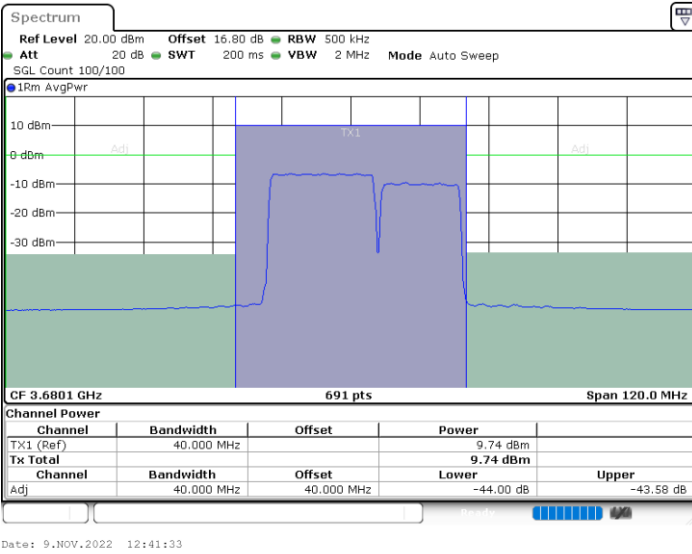 Spectrum
Ref Level 20.00 dBm Offset 16.80 dB RBW 500 kHz
Att 20 dB SWT 200 ms VBW 2 MHz Mode Auto Sweep
SGL Count 100/100
1Rm AvgPwr
10 dBm
TX1
Adj Adj
0 dBm
-10 dBm
-20 dBm
-30 dBm
CF 3.6801 GHz 691 pts Span 120.0 MHz
Channel Power
Channel Bandwidth Offset Power
TX1 (Ref) 40.000 MHz 9.74 dBm
Tx Total 9.74 dBm
Channel Bandwidth Offset Lower Upper
Adj 40.000 MHz 40.000 MHz -44.00 dB -43.58 dB
Ready
Date: 9.NOV.2022 12:41:33